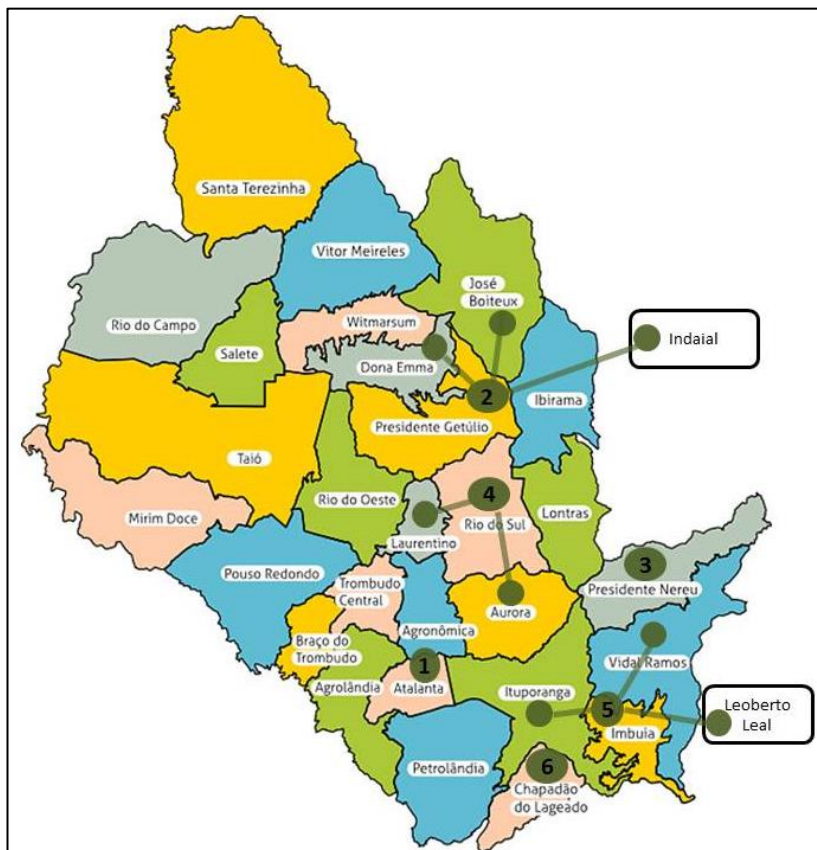 Santa Terezinha
Vitor Meireles
José
Boiteux
Rio do Campo
Witmarsum
Indaial
Salete
Dona Emma
2
Ibirama
Presidente Getúlio
Taió
4
Rio do Oeste
Lontras
Mirim Doce
Rio do Sul
Laurentino
3
Pouso Redondo
Trombudo
Central
Presidente Nereu
Aurora
Agronômica
Braço do
Trombudo
1
Vidal Ramos
Agrolândia
Atalanta
Ituporanga
5
Leoberto
Leal
Imbuia
Petrolândia
6
Chapadão
do Lageado